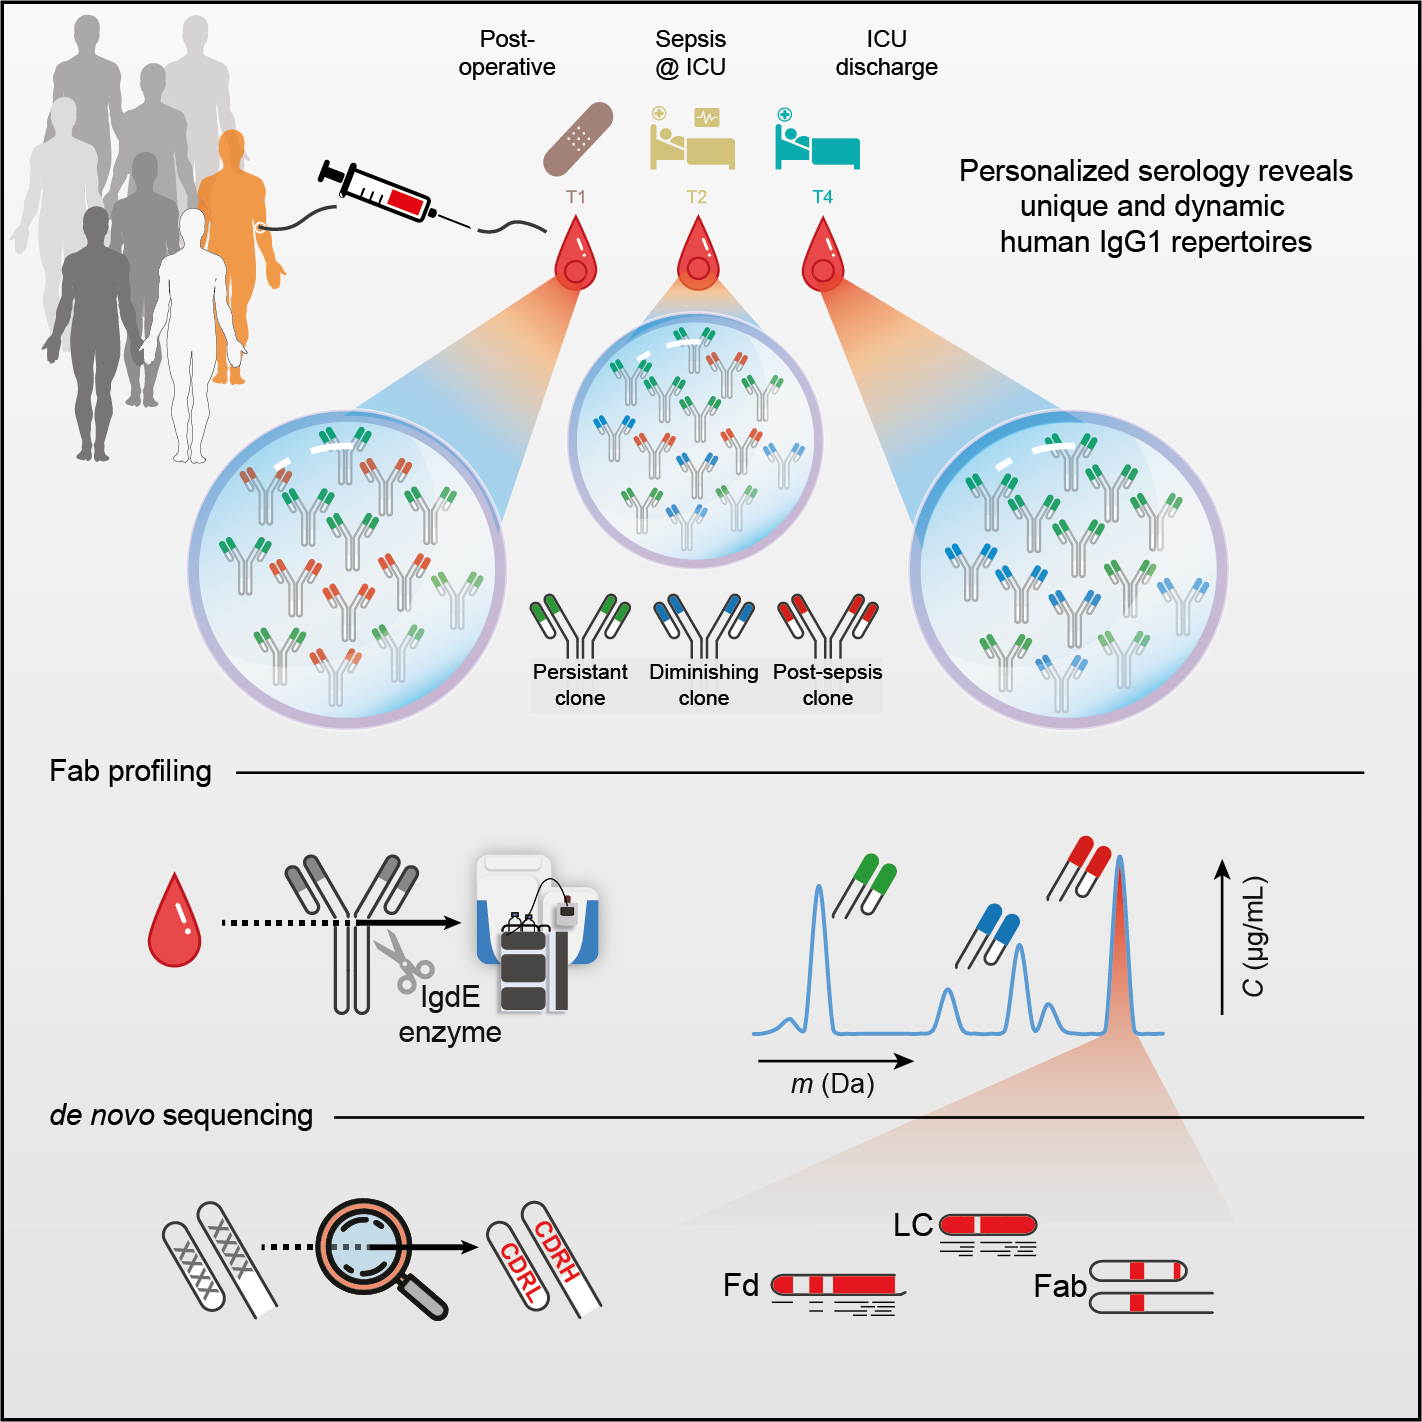 Post-
operative
Sepsis
@ ICU
ICU
discharge
T1
T2
T4
Personalized serology reveals
unique and dynamic
human IgG1 repertoires
Persistant
clone
Diminishing
clone
Post-sepsis
clone
Fab profiling
IgdE
enzyme
C (µg/mL)
m (Da)
de novo sequencing
XXXX
XXXX
CDRL
CDRH
LC
Fd
Fab